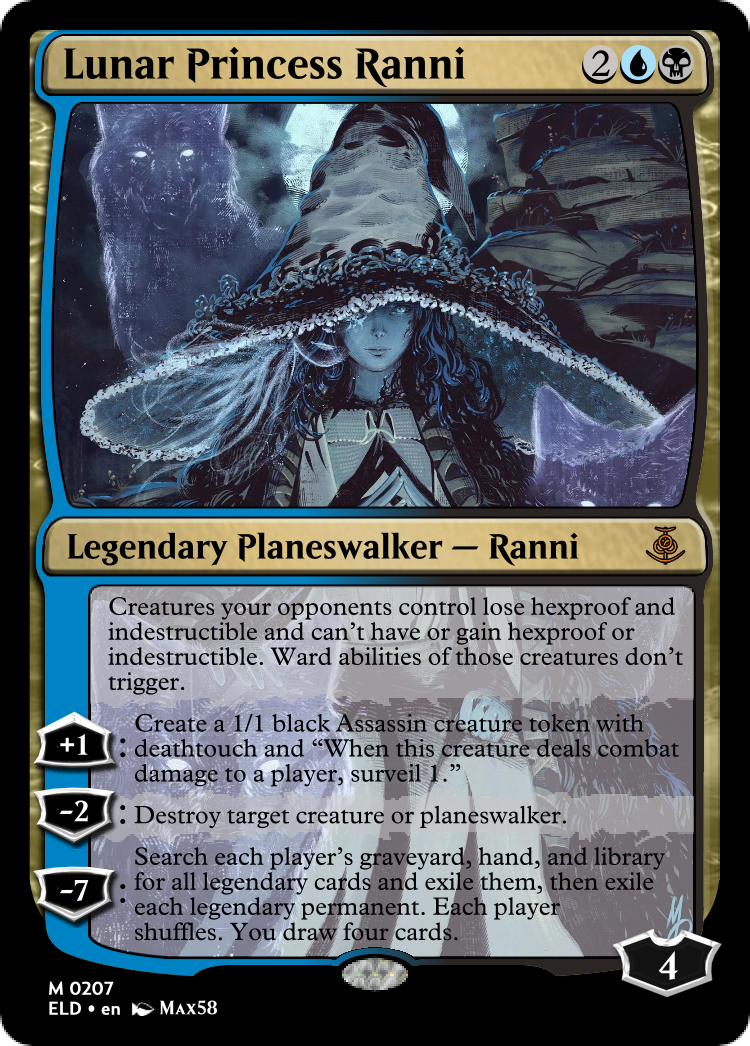 Lunar Princess Ranni 2
Legendary Planeswalker — Ranni
Creatures your opponents control lose hexproof and
indestructible and can't have or gain hexproof or
indestructible. Ward abilities of those creatures don't
trigger.
+1: Create a 1/1 black Assassin creature token with
deathtouch and “When this creature deals combat
damage to a player, surveil 1.”
−2: Destroy target creature or planeswalker.
−7: Search each player's graveyard, hand, and library
for all legendary cards and exile them, then exile
each legendary permanent. Each player
shuffles. You draw four cards.
4
M 0207
ELD • en Max58